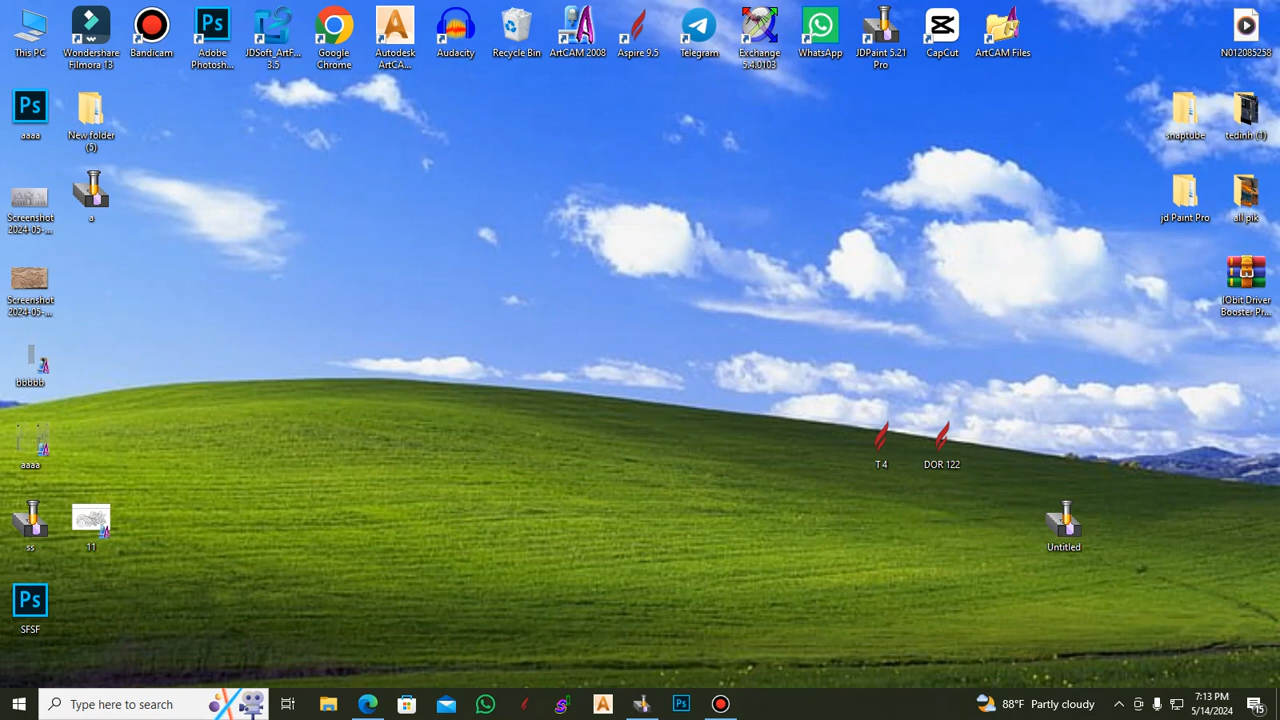 This PC
Wondershare
Filmora 13
Bandicam
Adobe
Photosh...
JDSoft_ArtF...
3.5
Google
Chrome
Autodesk
ArtCA...
Audacity
Recycle Bin
ArtCAM 2008
Aspire 9.5
Telegram
Exchange
5.4.0103
WhatsApp
JDPaint 5.21
Pro
CapCut
ArtCAM Files
N012085258
aaaa
New folder
(5)
snaptube
tedinh (1)
Screenshot
2024-05-...
a
jd Paint Pro
all pik
Screenshot
2024-05-...
IObit Driver
Booster Pr...
bbbbb
aaaa
T 4
DOR 122
ss
11
Untitled
SFSF
Type here to search
88°F Partly cloudy
7:13 PM
5/14/2024
15